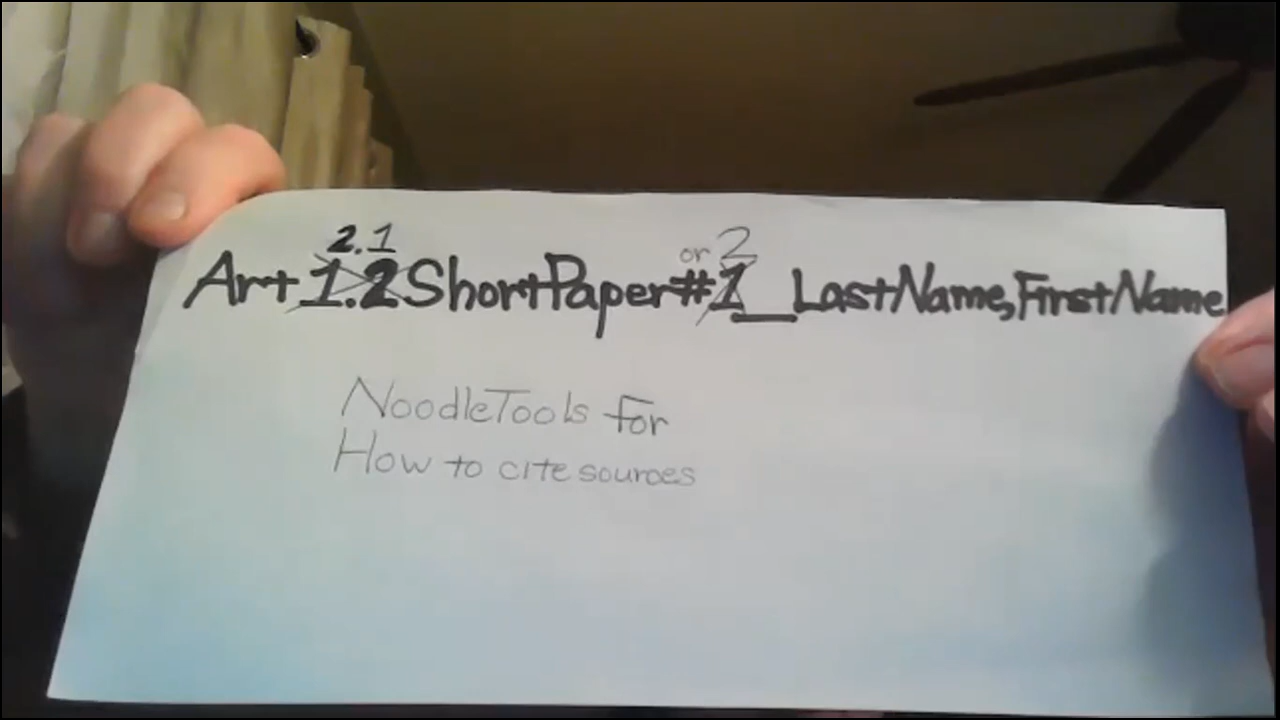 2.1 or 2
Art 1.2 ShortPaper#1_LastName,FirstName
NoodleTools for
How to cite sources